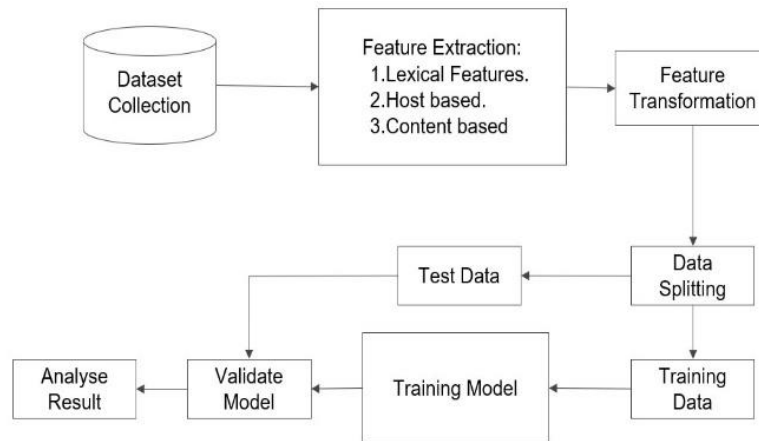 Dataset
Collection
Feature Extraction:
1.Lexical Features.
2.Host based.
3.Content based
Feature
Transformation
Test Data
Data
Splitting
Analyse
Result
Validate
Model
Training Model
Training
Data